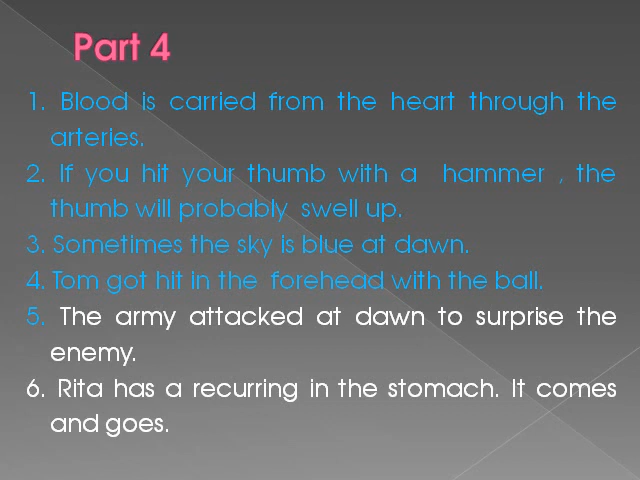 Part 4
1. Blood is carried from the heart through the
arteries.
2. If you hit your thumb with a hammer , the
thumb will probably swell up.
3. Sometimes the sky is blue at dawn.
4. Tom got hit in the forehead with the ball.
5. The army attacked at dawn to surprise the
enemy.
6. Rita has a recurring in the stomach. It comes
and goes.